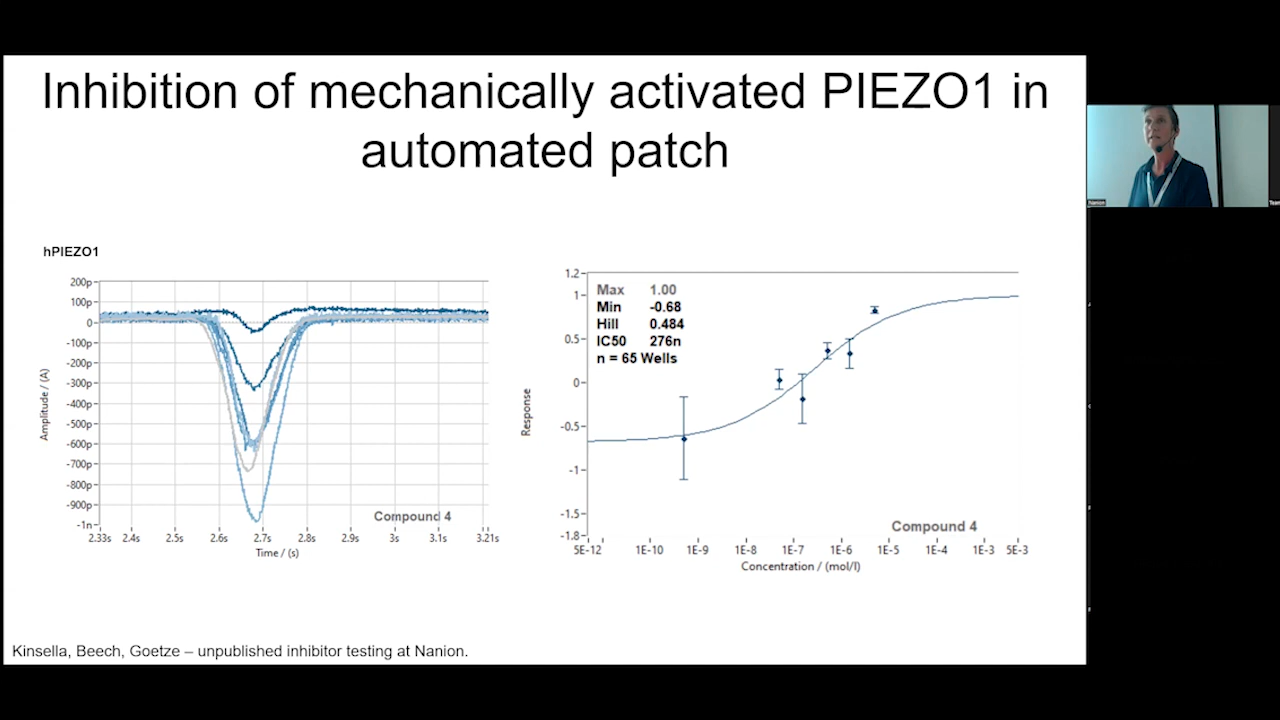 Inhibition of mechanically activated PIEZO1 in
automated patch
hPIEZO1
200p
100p
0
-100p
-200p
-300p
-400p
-500p
-600p
-700p
-800p
-900p
-1n
Amplitude / (A)
2.33s 2.4s 2.5s 2.6s 2.7s 2.8s 2.9s 3s 3.1s 3.21s
Time / (s)
Compound 4
1.2
1
0.5
0
-0.5
-1
-1.5
-1.8
Response
Max 1.00
Min -0.68
Hill 0.484
IC50 276n
n = 65 Wells
Compound 4
5E-12 1E-10 1E-9 1E-8 1E-7 1E-6 1E-5 1E-4 1E-3 5E-3
Concentration / (mol/l)
Kinsella, Beech, Goetze – unpublished inhibitor testing at Nanion.
Nanion